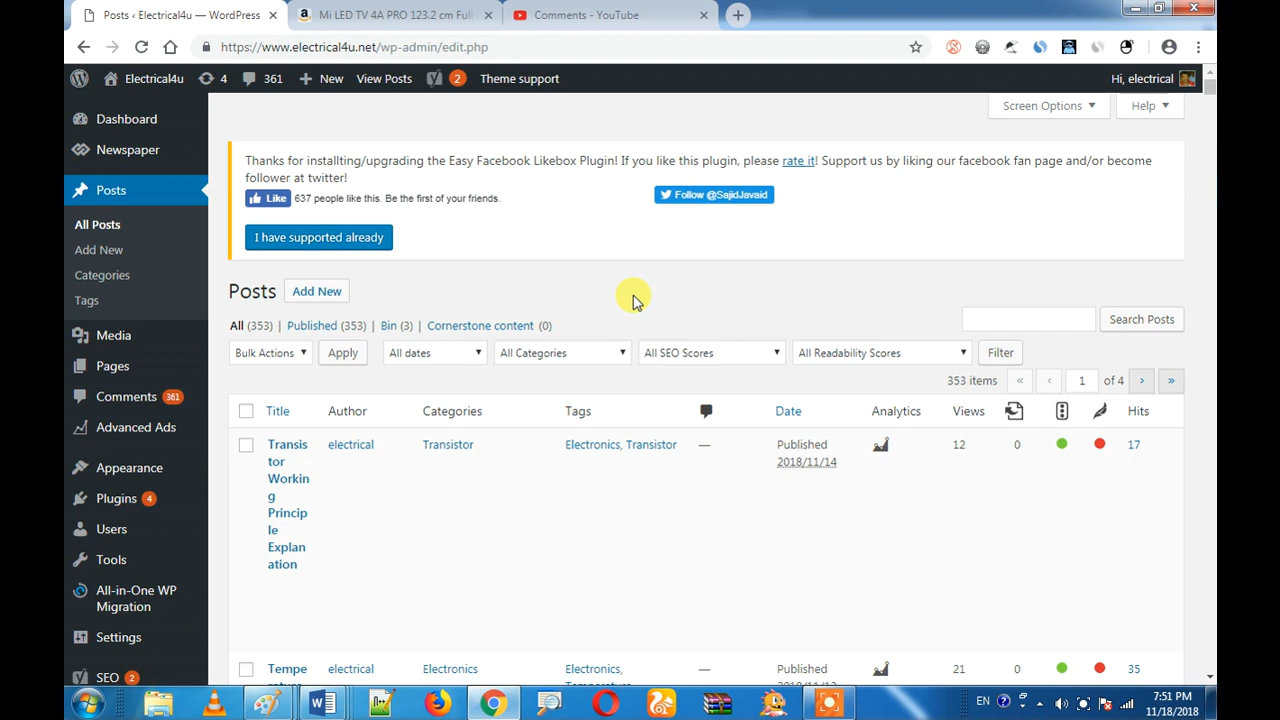 Posts ‹ Electrical4u — WordPress
Mi LED TV 4A PRO 123.2 cm Full
Comments - YouTube
https://www.electrical4u.net/wp-admin/edit.php
Electrical4u
4
361
New
View Posts
2
Theme support
Hi, electrical
Dashboard
Newspaper
Posts
All Posts
Add New
Categories
Tags
Media
Pages
Comments 361
Advanced Ads
Appearance
Plugins 4
Users
Tools
All-in-One WP
Migration
Settings
SEO 2
Screen Options
Help
Thanks for installting/upgrading the Easy Facebook Likebox Plugin! If you like this plugin, please rate it! Support us by liking our facebook fan page and/or become
follower at twitter!
Like 637 people like this. Be the first of your friends.
Follow @SajidJavaid
I have supported already
Posts Add New
All (353) | Published (353) | Bin (3) | Cornerstone content (0)
Search Posts
Bulk Actions Apply All dates All Categories All SEO Scores All Readability Scores Filter
353 items « ‹ 1 of 4 › »
Title Author Categories Tags Date Analytics Views Hits
Transis
tor
Workin
g
Princip
le
Explan
ation
electrical
Transistor
Electronics, Transistor
—
Published
2018/11/14
12
0
17
Tempe
electrical
Electronics
Electronics,
—
Published
21
0
35
EN
7:51 PM
11/18/2018